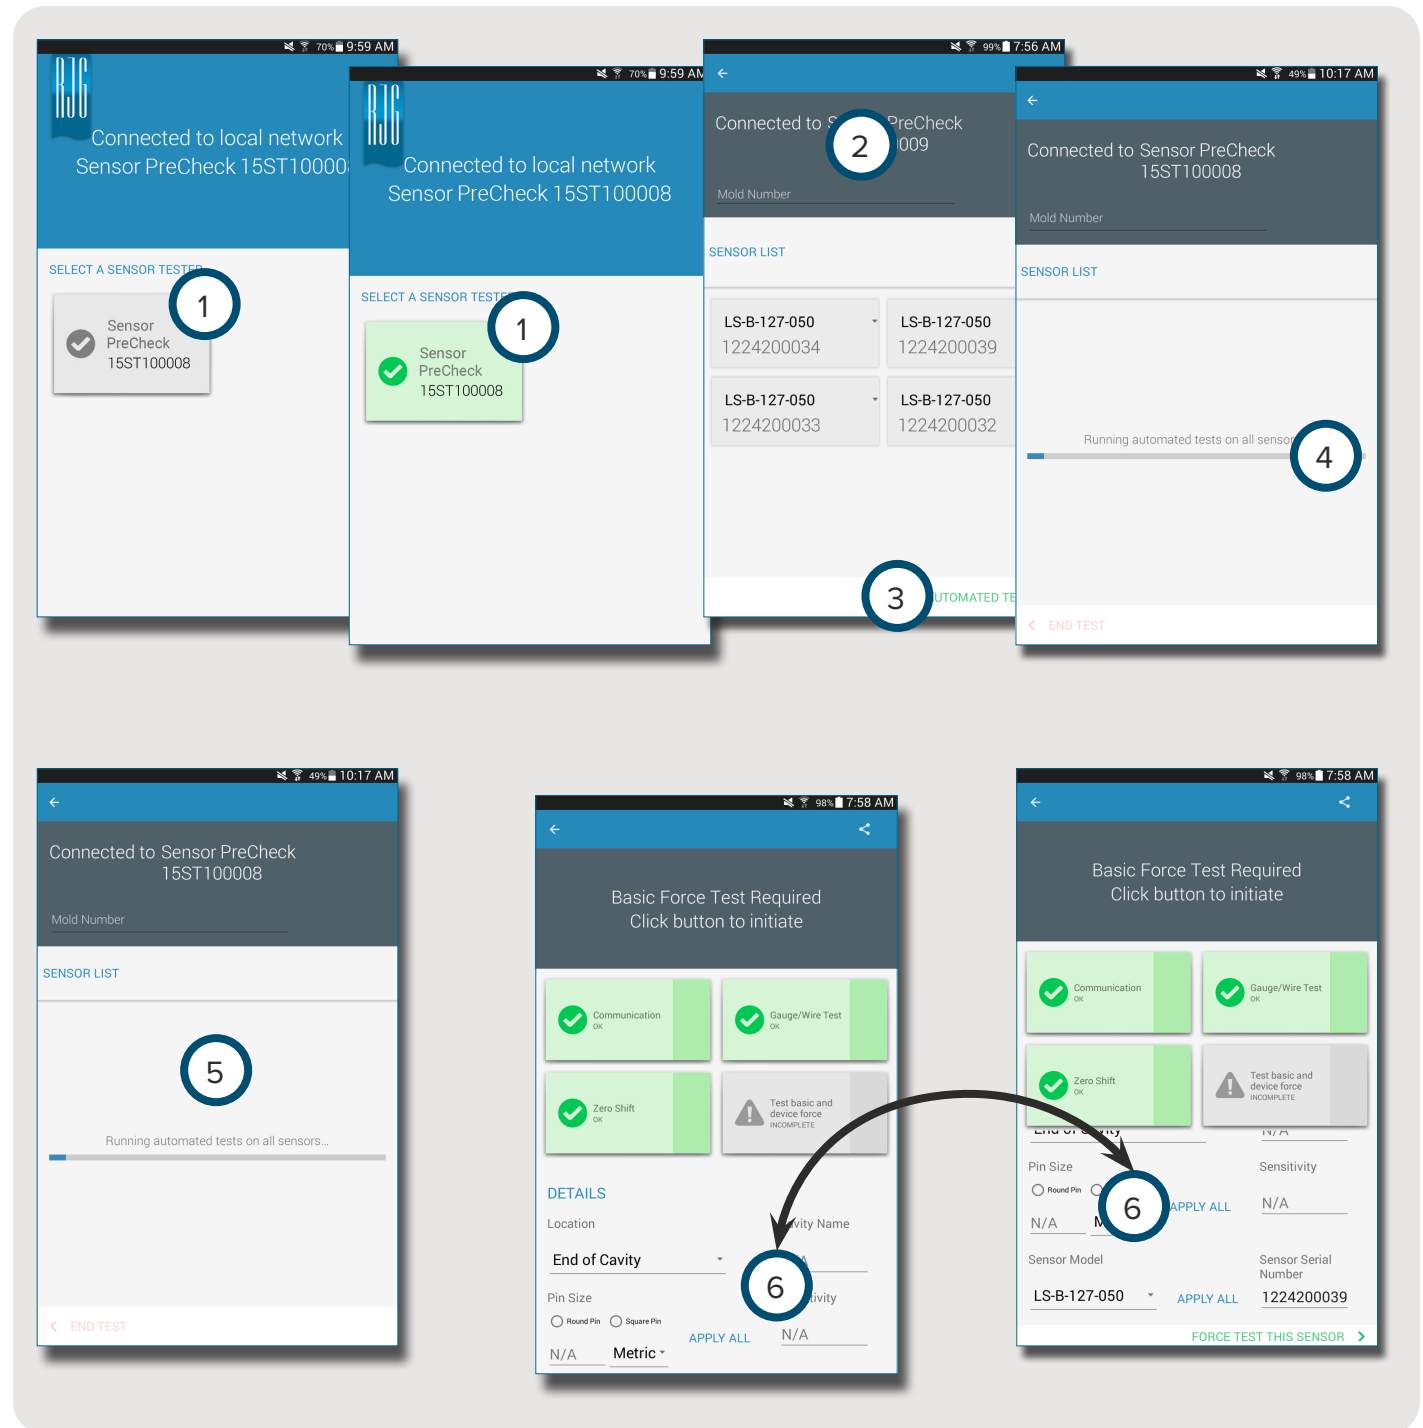 70% 9:59 AM
RJG
Connected to local network
Sensor PreCheck 15ST10000
SELECT A SENSOR TESTER
1
Sensor
PreCheck
15ST100008
70% 9:59 AM
RJG
Connected to local network
Sensor PreCheck 15ST100008
SELECT A SENSOR TESTE
1
Sensor
PreCheck
15ST100008
99% 7:56 AM
Connected to S PreCheck
2
009
Mold Number
SENSOR LIST
LS-B-127-050
1224200034
LS-B-127-050
1224200039
LS-B-127-050
1224200033
LS-B-127-050
1224200032
3
UTOMATED TE
49% 10:17 AM
Connected to Sensor PreCheck
15ST100008
Mold Number
SENSOR LIST
Running automated tests on all sensor
4
END TEST
49% 10:17 AM
Connected to Sensor PreCheck
15ST100008
Mold Number
SENSOR LIST
5
Running automated tests on all sensors...
END TEST
98% 7:58 AM
Basic Force Test Required
Click button to initiate
Communication
OK
Gauge/Wire Test
OK
Zero Shift
OK
Test basic and
device force
INCOMPLETE
DETAILS
Location
vity Name
End of Cavity
6
Pin Size
tivity
Round Pin Square Pin
APPLY ALL
N/A
N/A Metric
98% 7:58 AM
Basic Force Test Required
Click button to initiate
Communication
OK
Gauge/Wire Test
OK
Zero Shift
OK
Test basic and
device force
INCOMPLETE
End of Cavity N/A
Pin Size
Sensitivity
Round Pin
6
APPLY ALL
N/A
N/A M
Sensor Model
Sensor Serial
Number
LS-B-127-050
APPLY ALL
1224200039
FORCE TEST THIS SENSOR